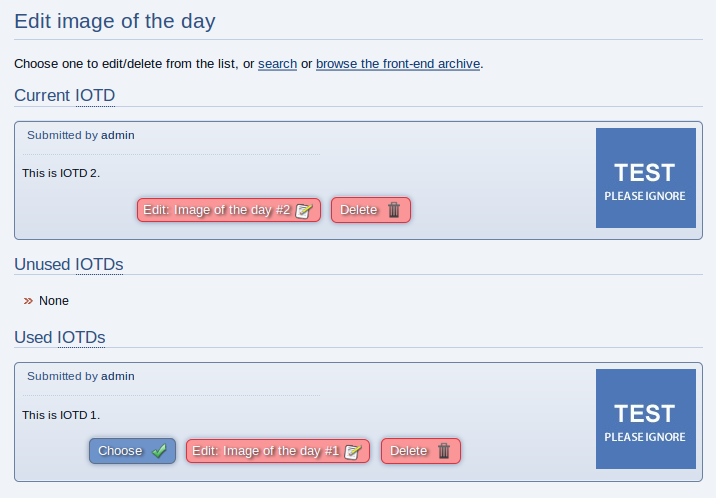 Edit image of the day
Choose one to edit/delete from the list, or search or browse the front-end archive.
Current IOTD
Submitted by admin
This is IOTD 2.
Edit: Image of the day #2 Delete
TEST
PLEASE IGNORE
Unused IOTDs
» None
Used IOTDs
Submitted by admin
This is IOTD 1.
Choose Edit: Image of the day #1 Delete
TEST
PLEASE IGNORE